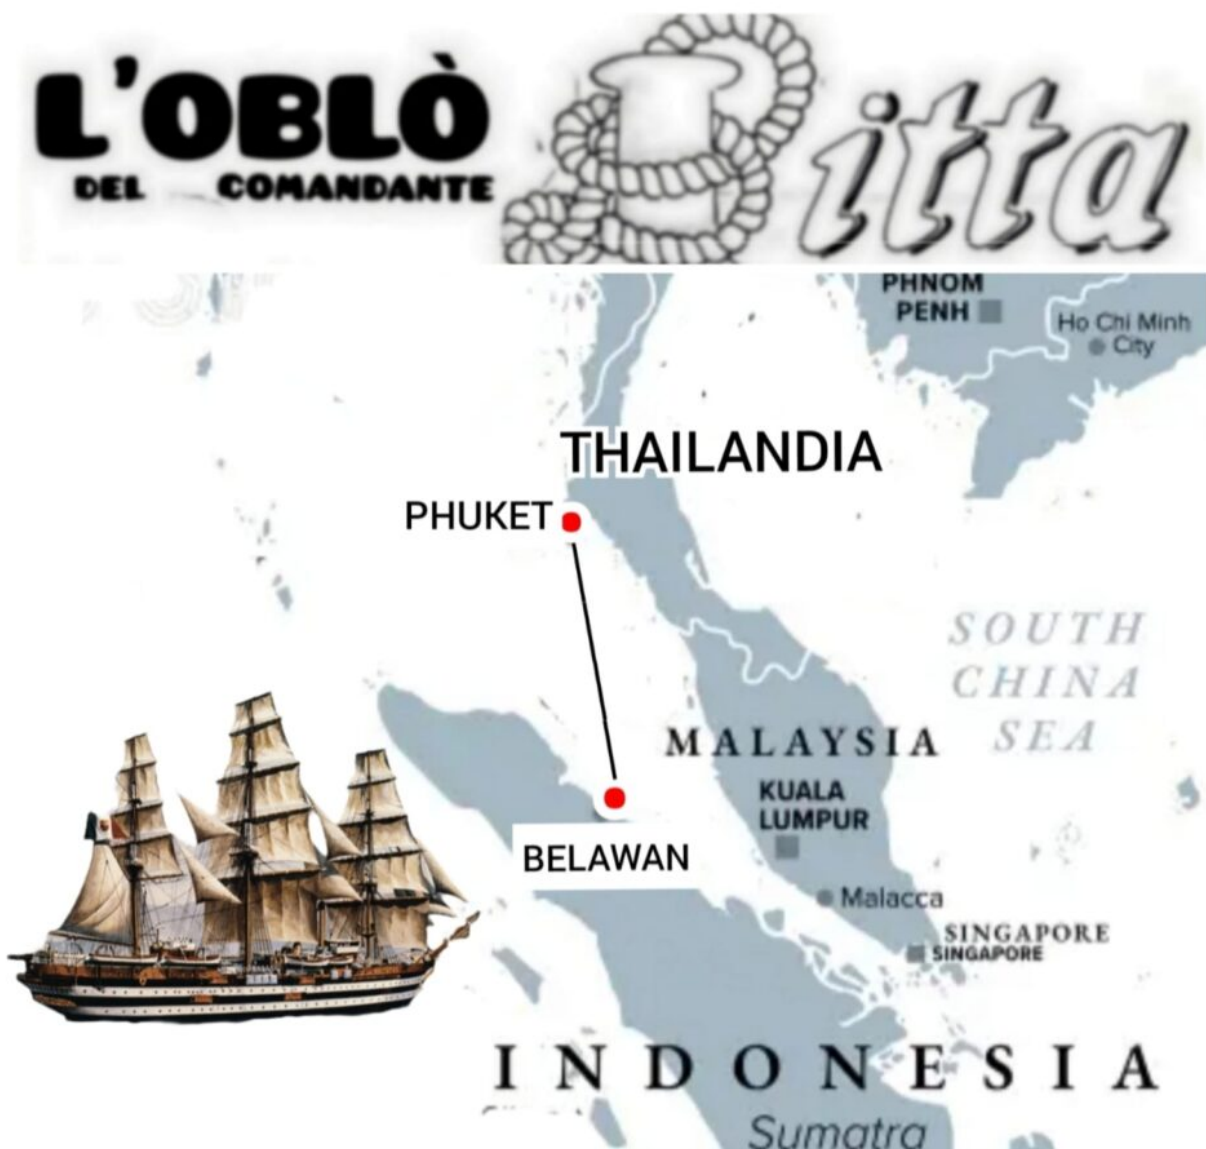 L'OBLÒ
DEL COMANDANTE
Bitta
PHNOM
PENH
Ho Chi Minh
City
THAILANDIA
PHUKET
SOUTH
CHINA
SEA
MALAYSIA
KUALA
LUMPUR
BELAWAN
Malacca
SINGAPORE
SINGAPORE
INDONESIA
Sumatra